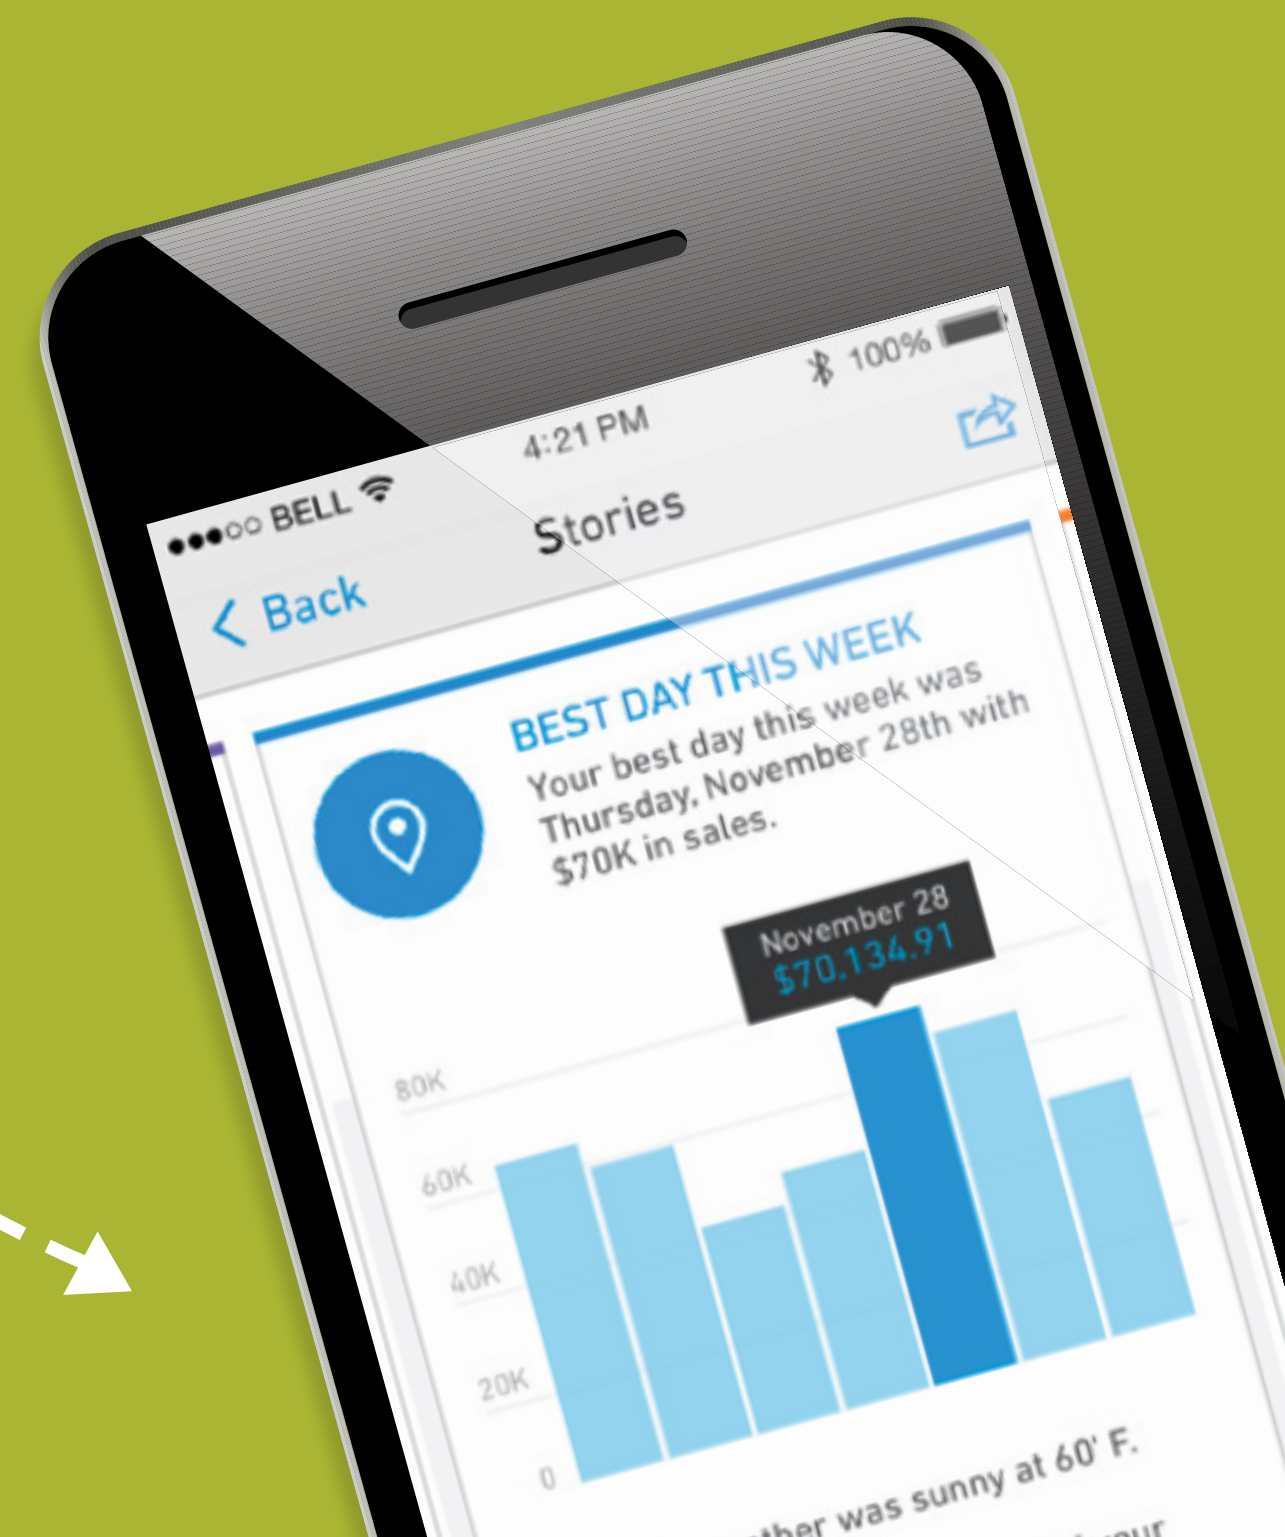 BELL 4:21 PM 100%
Back Stories
BEST DAY THIS WEEK
Your best day this week was
Thursday, November 28th with
$70K in sales.
November 28
$70,134.91
80K
60K
40K
20K
0
was sunny at 60' F.